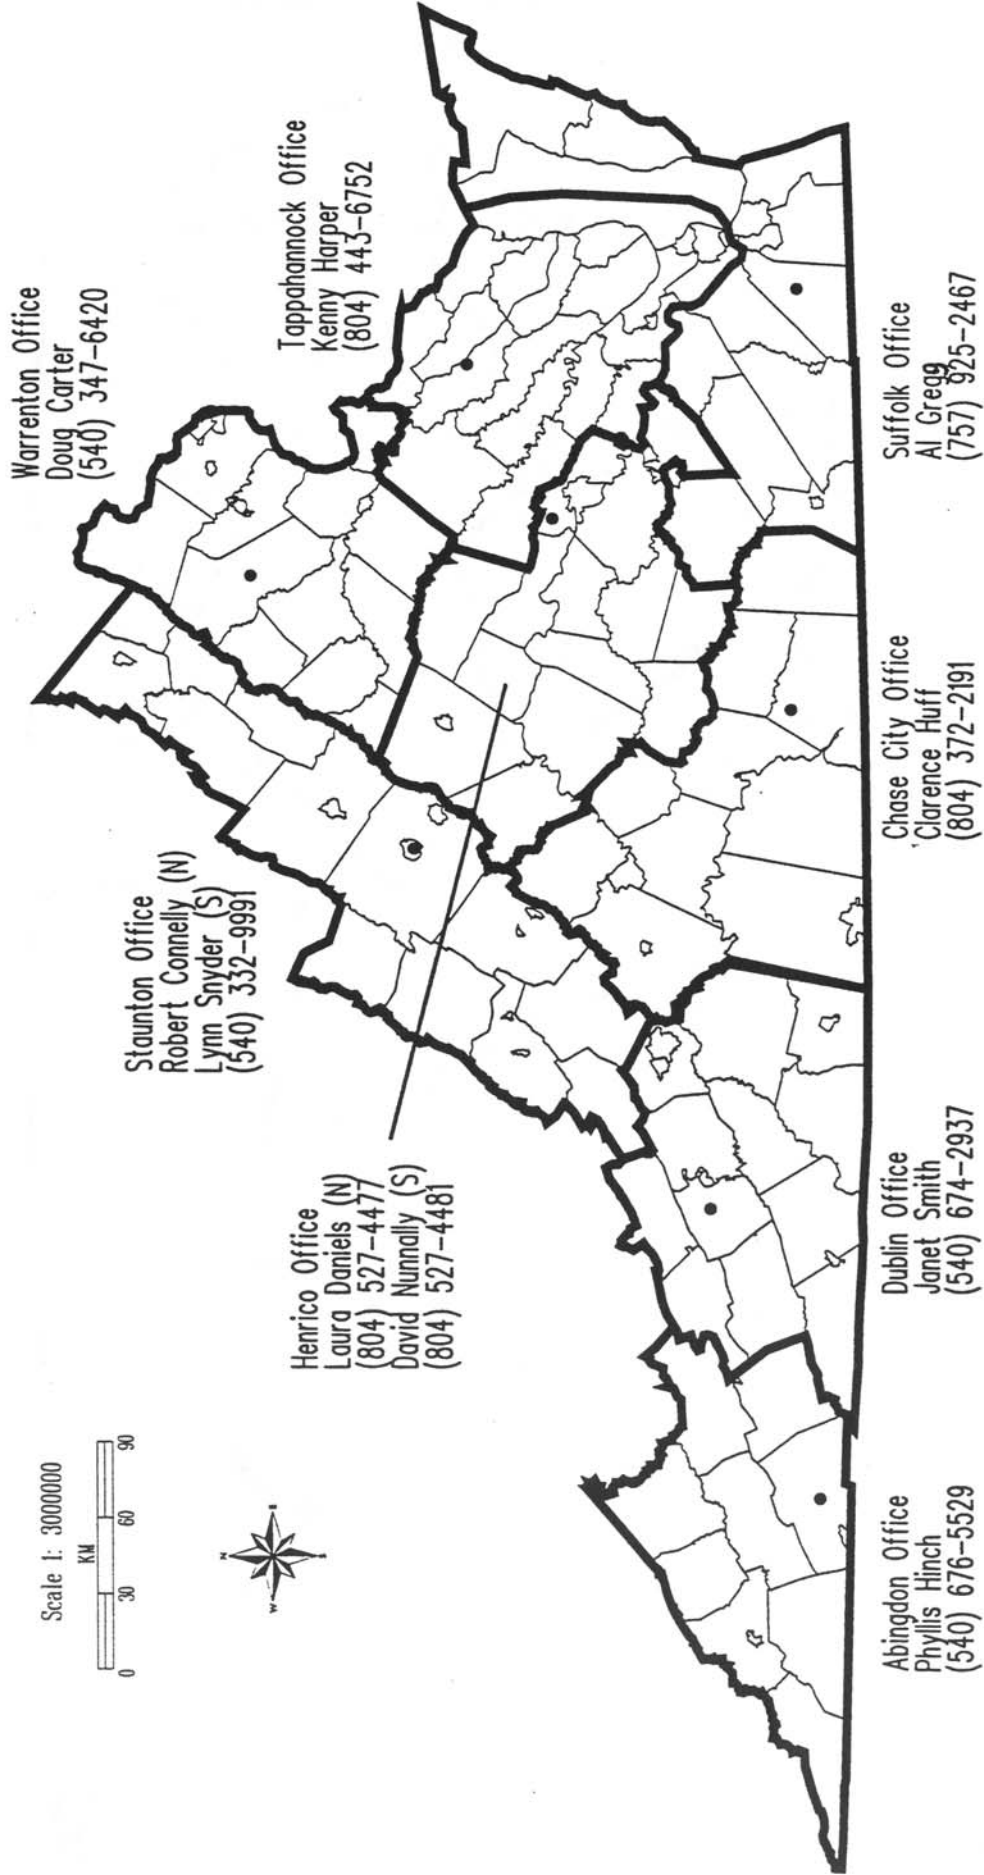 Scale 1: 3000000
KM
0 30 60 90
N
E
S
W
Warrenton Office
Doug Carter
(540) 347-6420
Tappahannock Office
Kenny Harper
(804) 443-6752
Staunton Office
Robert Connelly (N)
Lynn Snyder (S)
(540) 332-9991
Henrico Office
Laura Daniels (N)
(804) 527-4477
David Nunnally (S)
(804) 527-4481
Abingdon Office
Phyllis Hinch
(540) 676-5529
Dublin Office
Janet Smith
(540) 674-2937
Chase City Office
Clarence Huff
(804) 372-2191
Suffolk Office
Al Gregg
(757) 925-2467